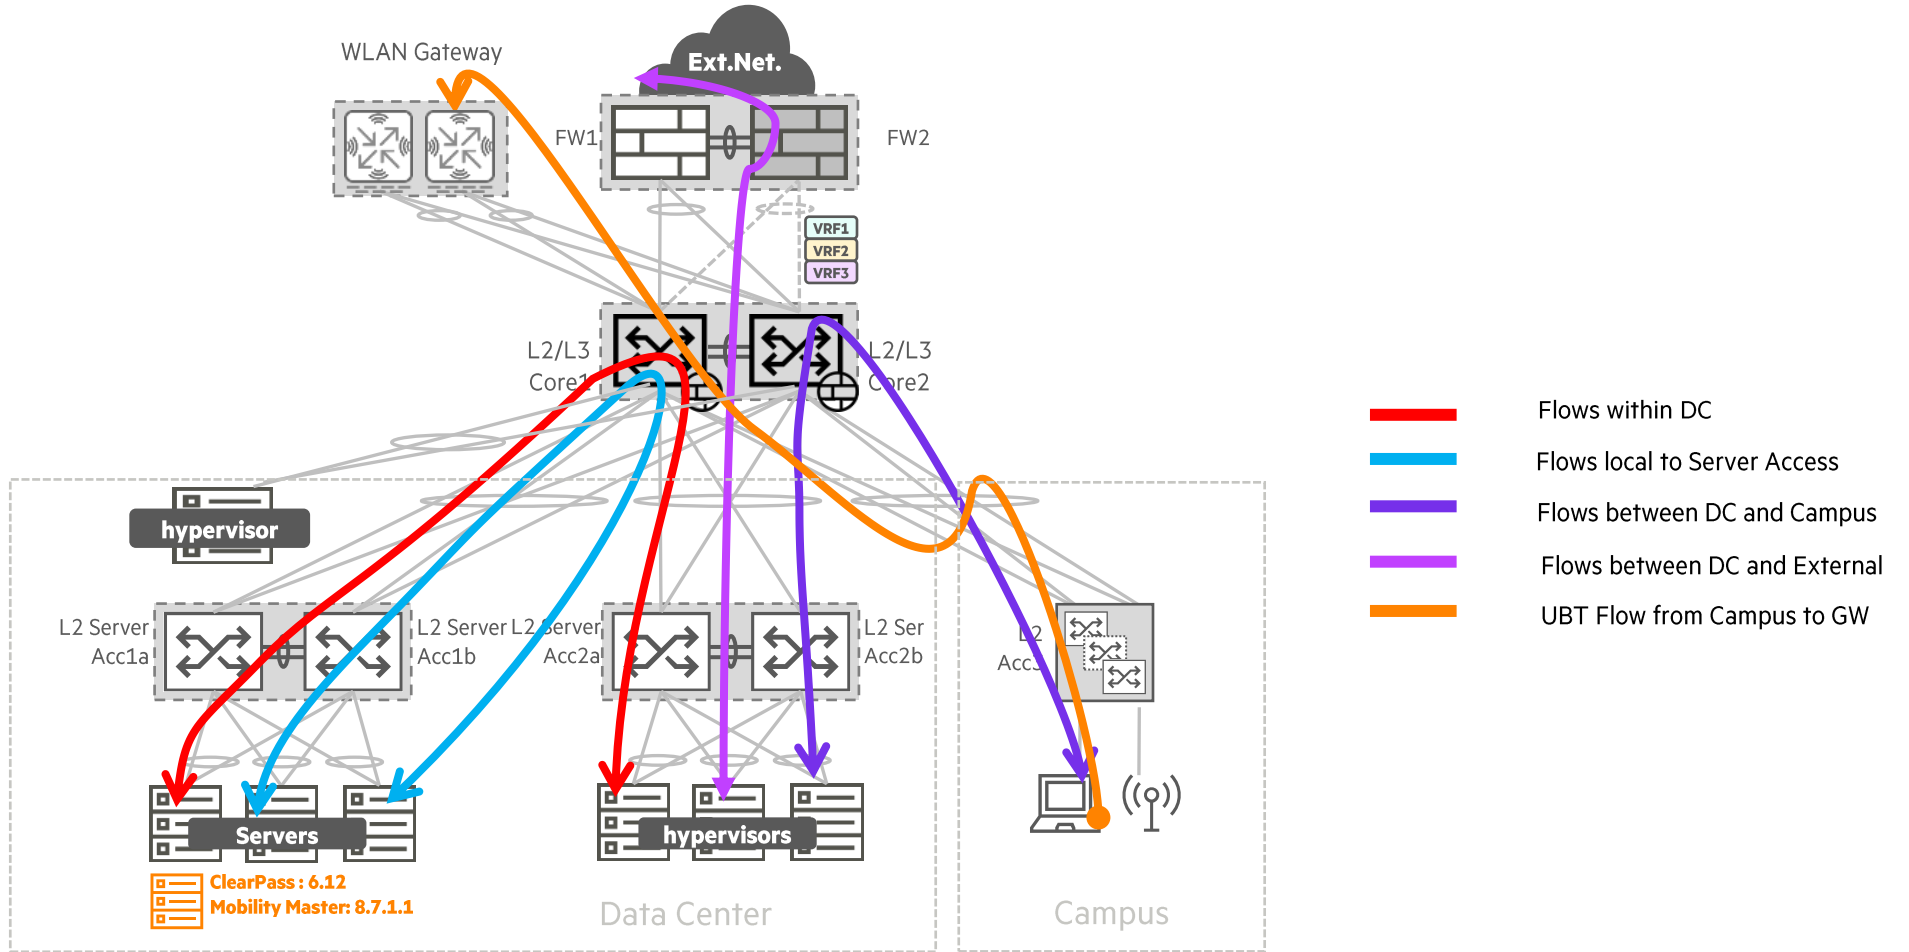 WLAN Gateway
Ext.Net.
FW1
FW2
VRF1
VRF2
VRF3
L2/L3
Core1
L2/L3
Core2
Flows within DC
Flows local to Server Access
Flows between DC and Campus
Flows between DC and External
UBT Flow from Campus to GW
hypervisor
L2 Server
Acc1a
L2 Server
Acc1b
L2 Server
Acc2a
L2 Ser
Acc2b
L2
Acc3
Servers
hypervisors
ClearPass : 6.12
Mobility Master: 8.7.1.1
Data Center
Campus